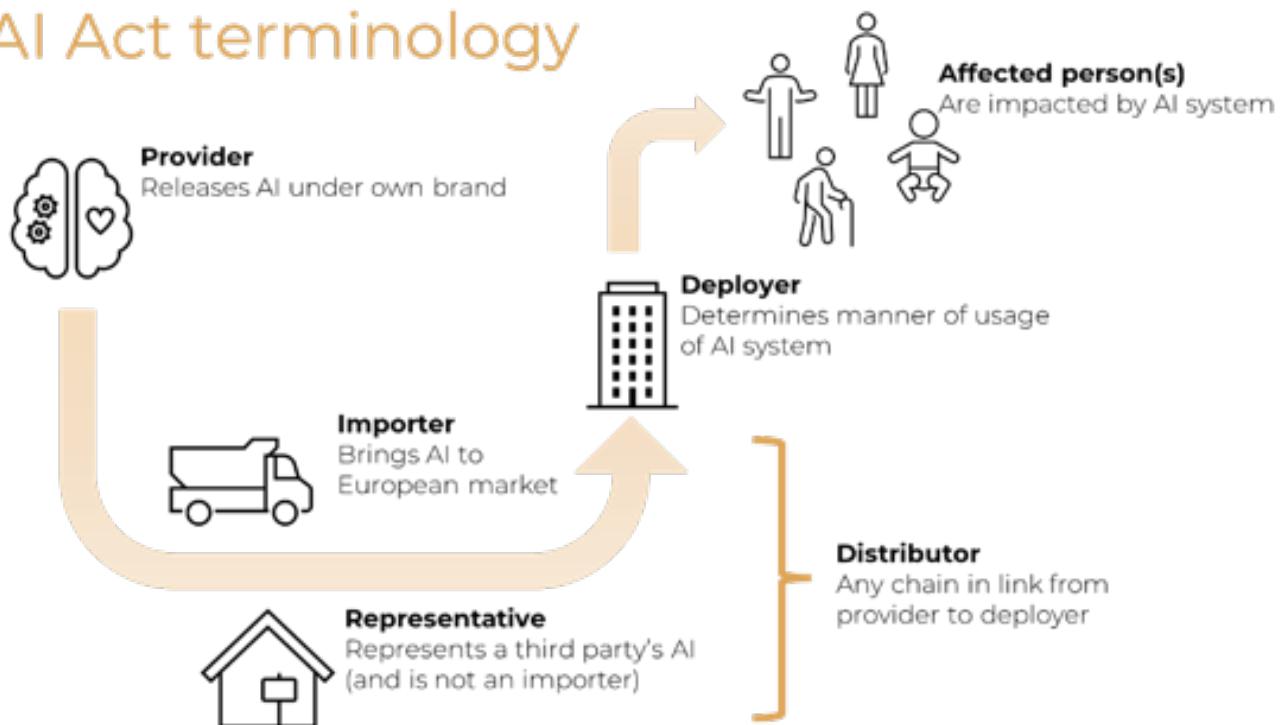 AI Act terminology
Provider
Releases AI under own brand
Affected person(s)
Are impacted by AI system
Deployer
Determines manner of usage
of AI system
Importer
Brings AI to
European market
Distributor
Any chain in link from
provider to deployer
Representative
Represents a third party's AI
(and is not an importer)